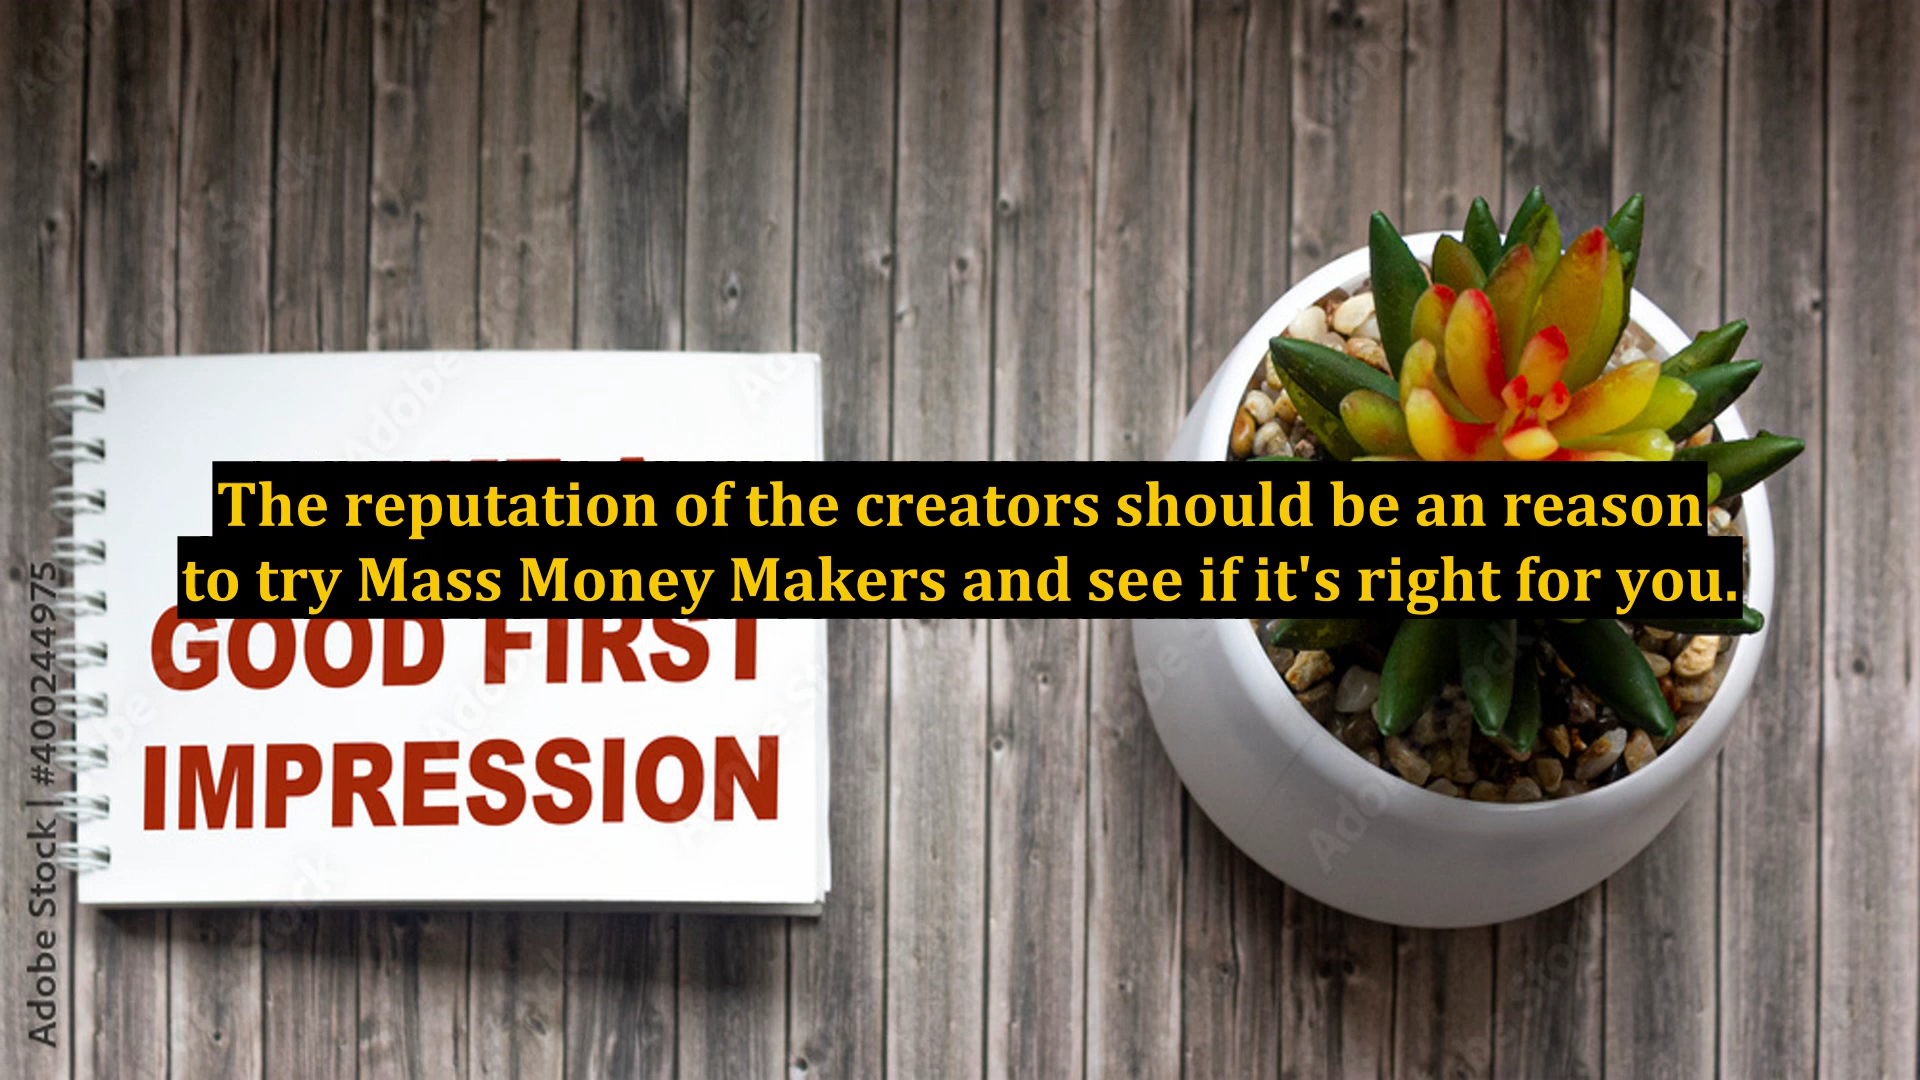 The reputation of the creators should be an reason
to try Mass Money Makers and see if it's right for you.
GOOD FIRST
IMPRESSION
Adobe Stock | #400244975